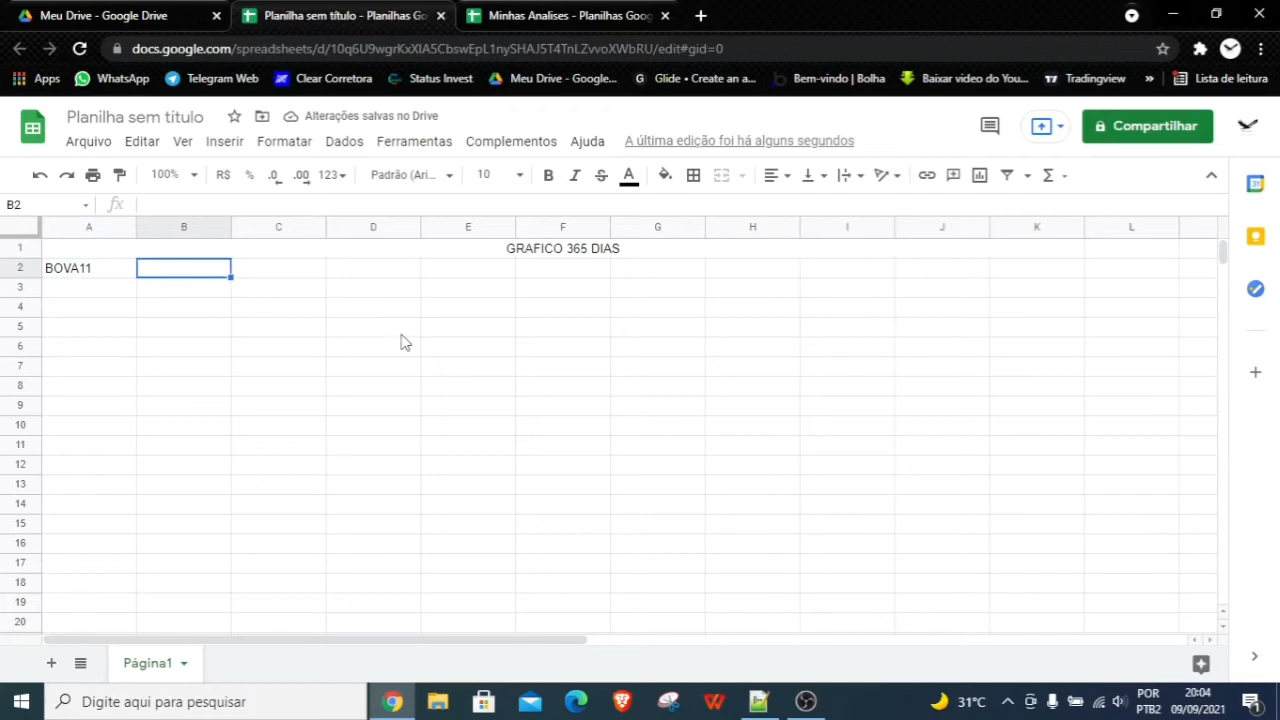 Meu Drive – Google Drive
Planilha sem título - Planilhas Go
Minhas Analises - Planilhas Goog
docs.google.com/spreadsheets/d/10q6U9wgrKxXIA5CbswEpL1nySHAJ5T4TnLZvvoXWbRU/edit#gid=0
Apps
WhatsApp
Telegram Web
Clear Corretora
Status Invest
Meu Drive - Google...
Glide • Create an a...
Bem-vindo | Bolha
Baixar video do You...
Tradingview
»
Lista de leitura
Planilha sem título
Alterações salvas no Drive
Arquivo Editar Ver Inserir Formatar Dados Ferramentas Complementos Ajuda
A última edição foi há alguns segundos
Compartilhar
100% R$ % .0 .00 123 Padrão (Ari... 10 B I S A Σ
B2
fx
A B C D E F G H I J K L
1 GRAFICO 365 DIAS
2 BOVA11
3
4
5
6
7
8
9
10
11
12
13
14
15
16
17
18
19
20
Página1
Digite aqui para pesquisar
31°C
POR
PTB2
20:04
09/09/2021
1